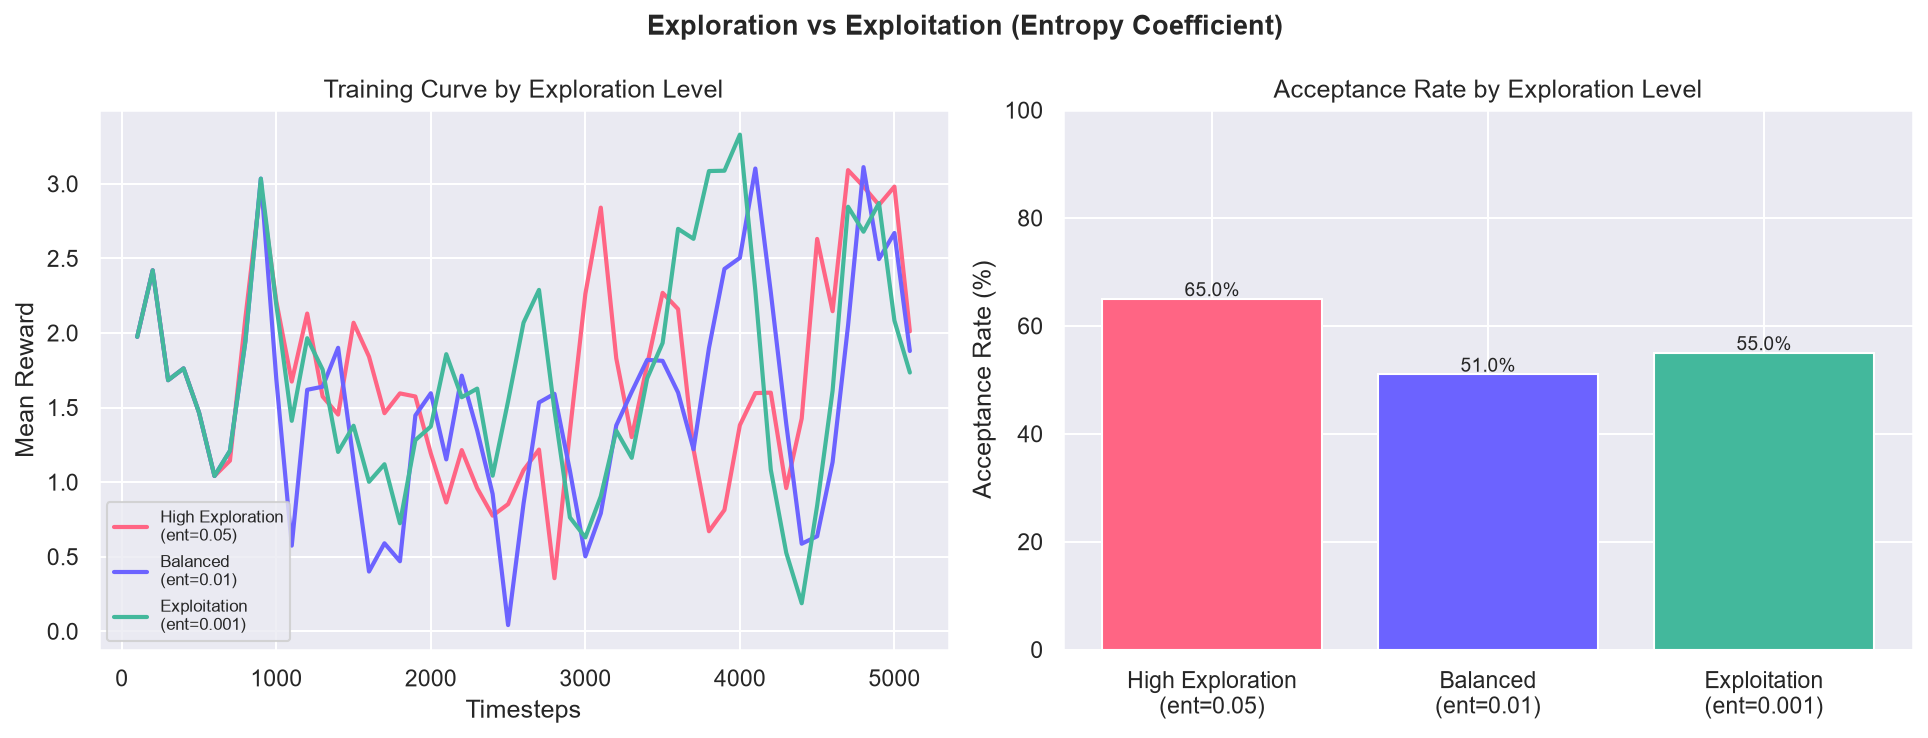 Exploration vs Exploitation (Entropy Coefficient)
Training Curve by Exploration Level
Mean Reward
3.0
2.5
2.0
1.5
1.0
0.5
0.0
High Exploration
(ent=0.05)
Balanced
(ent=0.01)
Exploitation
(ent=0.001)
0 1000 2000 3000 4000 5000
Timesteps
Acceptance Rate by Exploration Level
Acceptance Rate (%)
100
80
60
40
20
0
65.0%
51.0%
55.0%
High Exploration
(ent=0.05)
Balanced
(ent=0.01)
Exploitation
(ent=0.001)